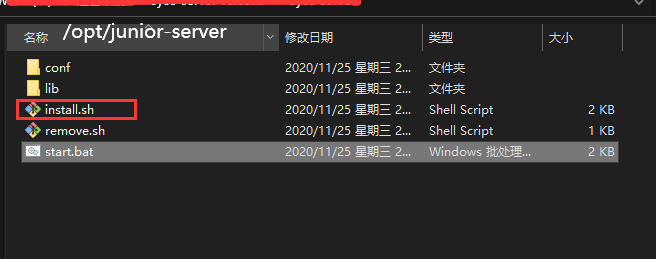 名称 /opt/junior-server 修改日期 类型 大小
conf 2020/11/25 星期三 2... 文件夹
lib 2020/11/25 星期三 2... 文件夹
install.sh 2020/11/25 星期三 2... Shell Script 2 KB
remove.sh 2020/11/25 星期三 2... Shell Script 1 KB
start.bat 2020/11/25 星期三 2... Windows 批处理... 2 KB